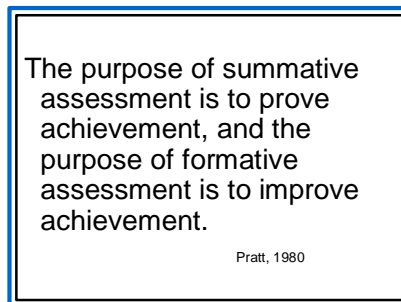 The purpose of summative
assessment is to prove
achievement, and the
purpose of formative
assessment is to improve
achievement.
Pratt, 1980